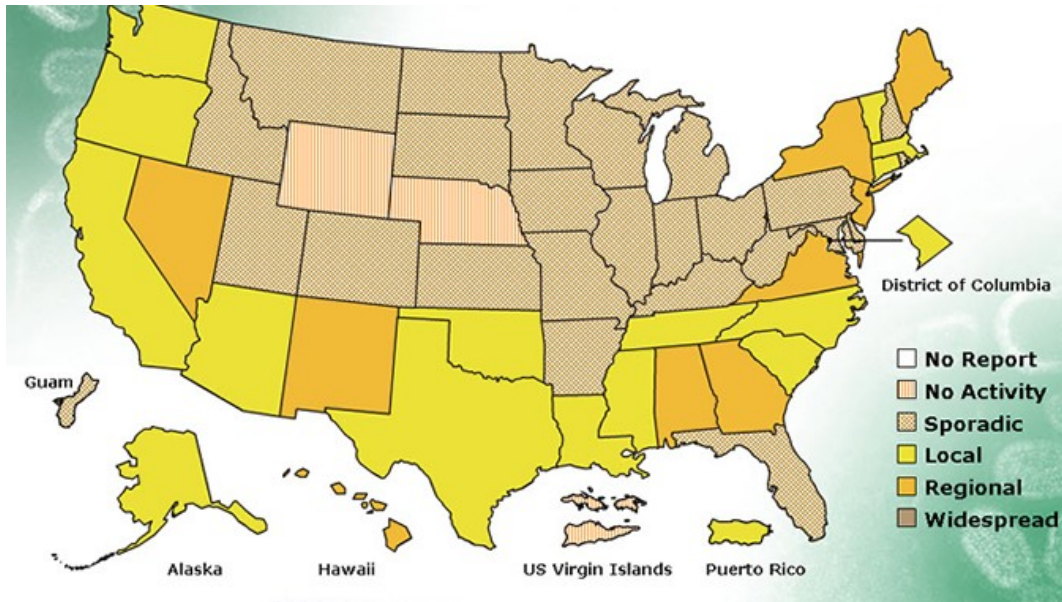 District of Columbia
No Report
No Activity
Sporadic
Local
Regional
Widespread
Guam
Alaska
Hawaii
US Virgin Islands
Puerto Rico